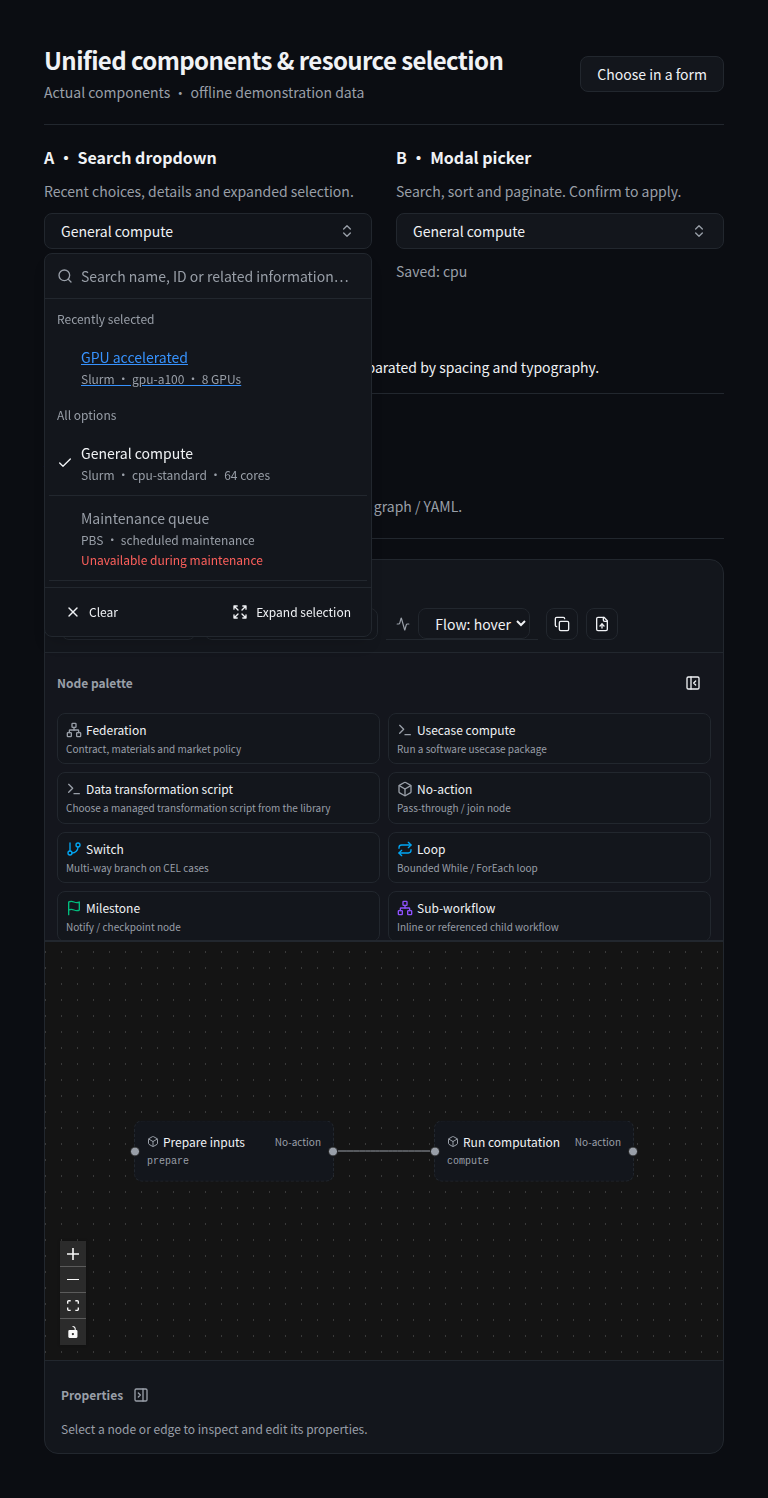 Unified components & resource selection
Actual components • offline demonstration data
Choose in a form
A • Search dropdown
Recent choices, details and expanded selection.
General compute
B • Modal picker
Search, sort and paginate. Confirm to apply.
General compute
Saved: cpu
Search name, ID or related information…
Recently selected
GPU accelerated
Slurm • gpu-a100 • 8 GPUs
All options
General compute
Slurm • cpu-standard • 64 cores
Maintenance queue
PBS • scheduled maintenance
Unavailable during maintenance
Clear
Expand selection
by spacing and typography.
graph / YAML.
Flow: hover
Node palette
Federation
Contract, materials and market policy
Usecase compute
Run a software usecase package
Data transformation script
Choose a managed transformation script from the library
No-action
Pass-through / join node
Switch
Multi-way branch on CEL cases
Loop
Bounded While / ForEach loop
Milestone
Notify / checkpoint node
Sub-workflow
Inline or referenced child workflow
Prepare inputs
No-action
prepare
Run computation
No-action
compute
Properties
Select a node or edge to inspect and edit its properties.